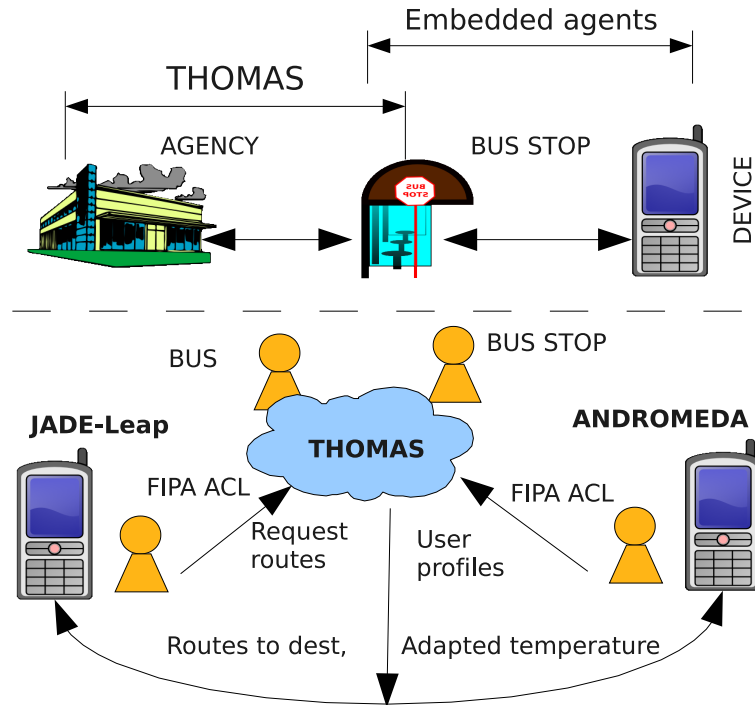 Embedded agents
THOMAS
AGENCY
BUS STOP
BUS
STOP
DEVICE
BUS
BUS STOP
JADE-Leap
ANDROMEDA
THOMAS
FIPA ACL
FIPA ACL
Request
routes
User
profiles
Routes to dest,
Adapted temperature